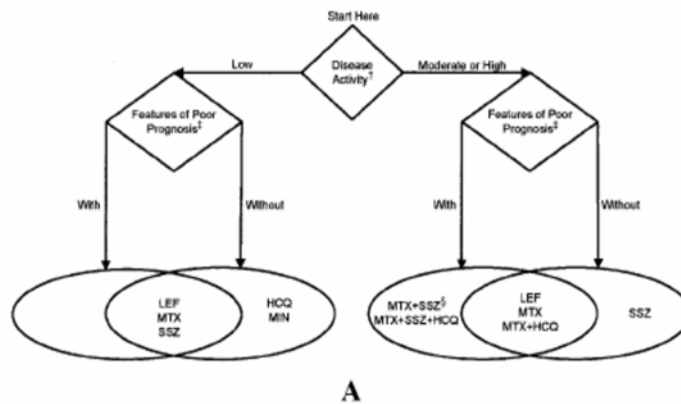 Start Here
Disease
Activity†
Low
Moderate or High
Features of Poor
Prognosis‡
Features of Poor
Prognosis‡
With
Without
With
Without
LEF
MTX
SSZ
HCQ
MIN
MTX+SSZ§
MTX+SSZ+HCQ
LEF
MTX
MTX+HCQ
SSZ
A